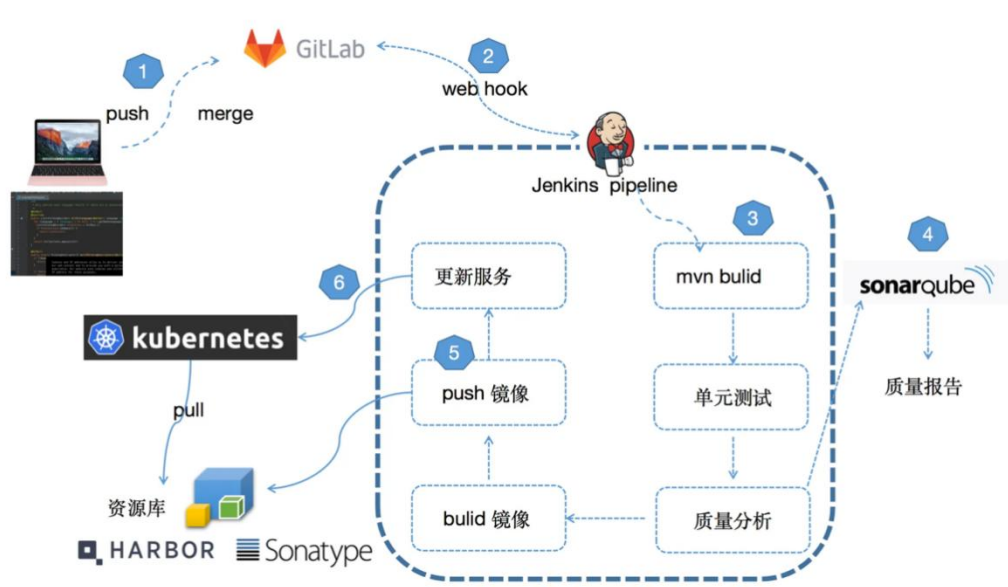 1
push
merge
GitLab
2
web hook
Jenkins pipeline
3
mvn bulid
单元测试
质量分析
4
sonarqube
质量报告
bulid 镜像
5
push 镜像
更新服务
6
kubernetes
pull
资源库
HARBOR
Sonatype